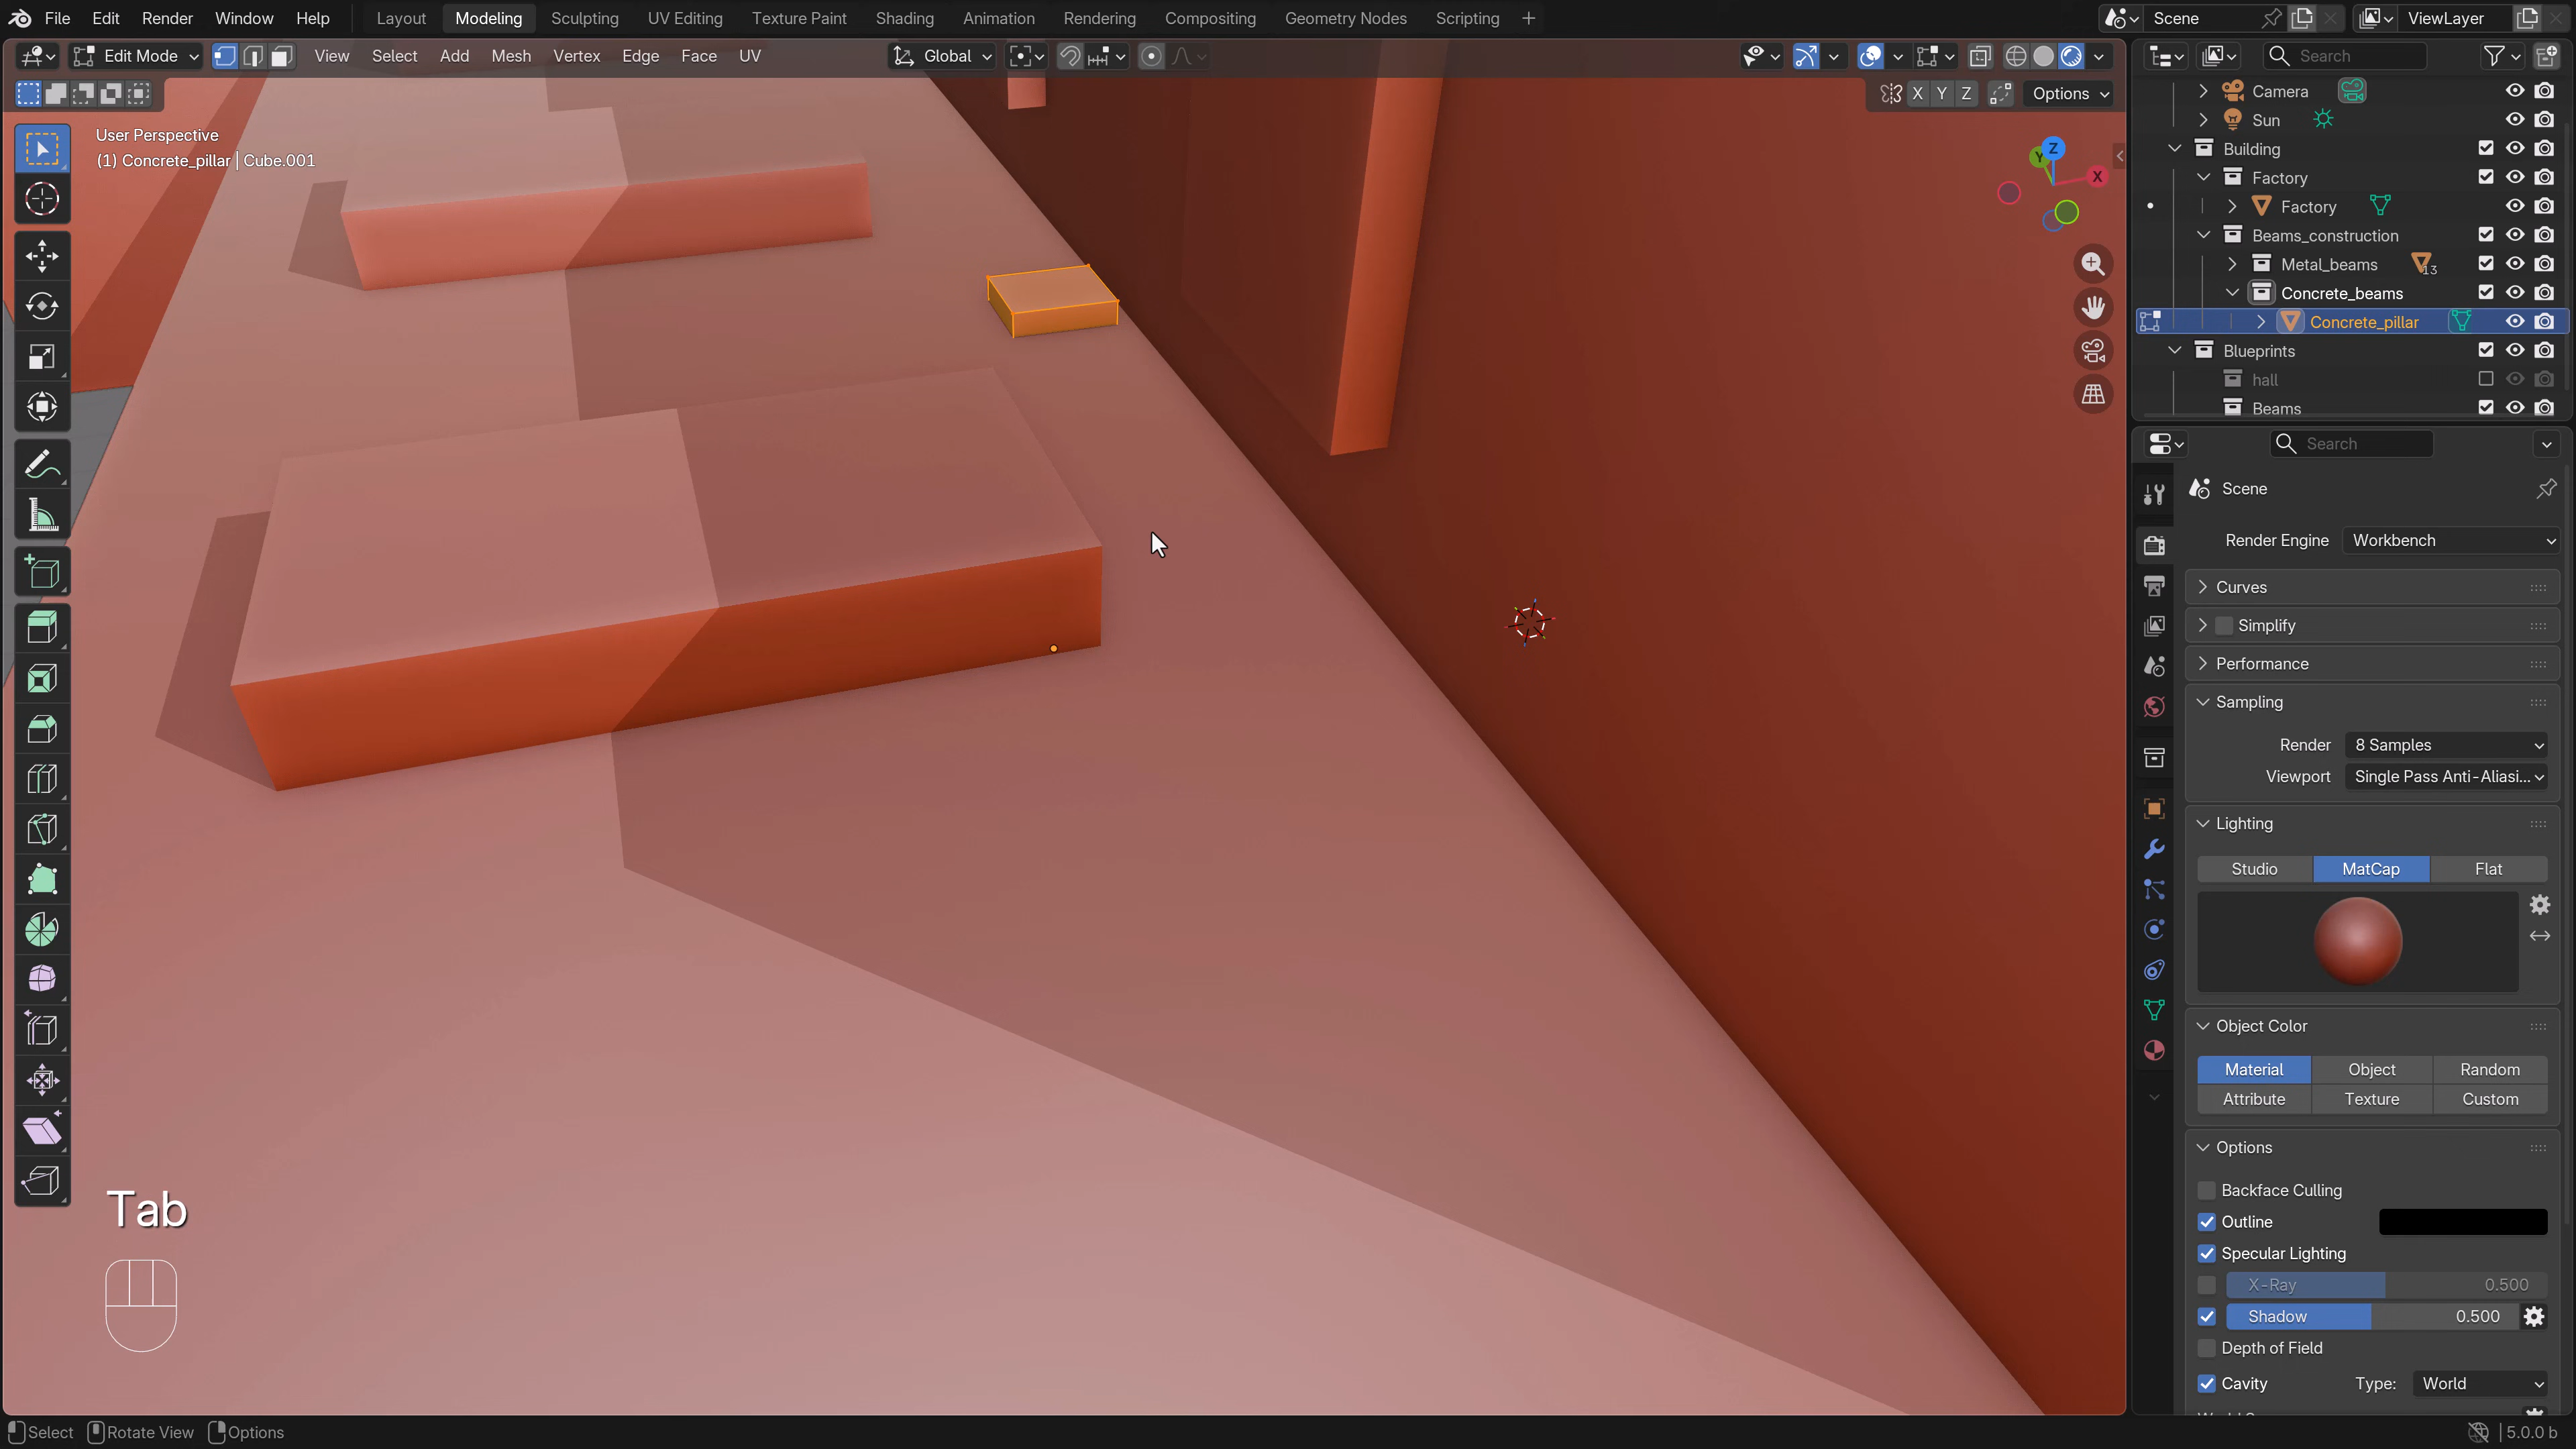 File Edit Render Window Help Layout Modeling Sculpting UV Editing Texture Paint Shading Animation Rendering Compositing Geometry Nodes Scripting + Scene ViewLayer
Edit Mode View Select Add Mesh Vertex Edge Face UV Global Search
X Y Z Options
User Perspective
(1) Concrete_pillar | Cube.001
Z
Y
X
Camera
Sun
Building
Factory
Factory
Beams_construction
Metal_beams 13
Concrete_beams
Concrete_pillar
Blueprints
hall
Beams
Search
Scene
Render Engine Workbench
Curves
Simplify
Performance
Sampling
Render 8 Samples
Viewport Single Pass Anti-Aliasi...
Lighting
Studio MatCap Flat
Object Color
Material Object Random
Attribute Texture Custom
Options
Backface Culling
Outline
Specular Lighting
X-Ray 0.500
Shadow 0.500
Depth of Field
Cavity Type: World
Tab
Select Rotate View Options 5.0.0 b